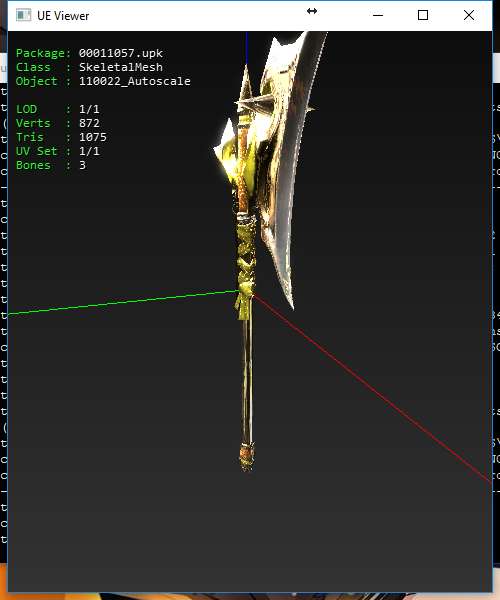 UE Viewer
Package: 00011057.upk
Class : SkeletalMesh
Object : 110022_Autoscale
LOD : 1/1
Verts : 872
Tris : 1075
UV Set : 1/1
Bones : 3